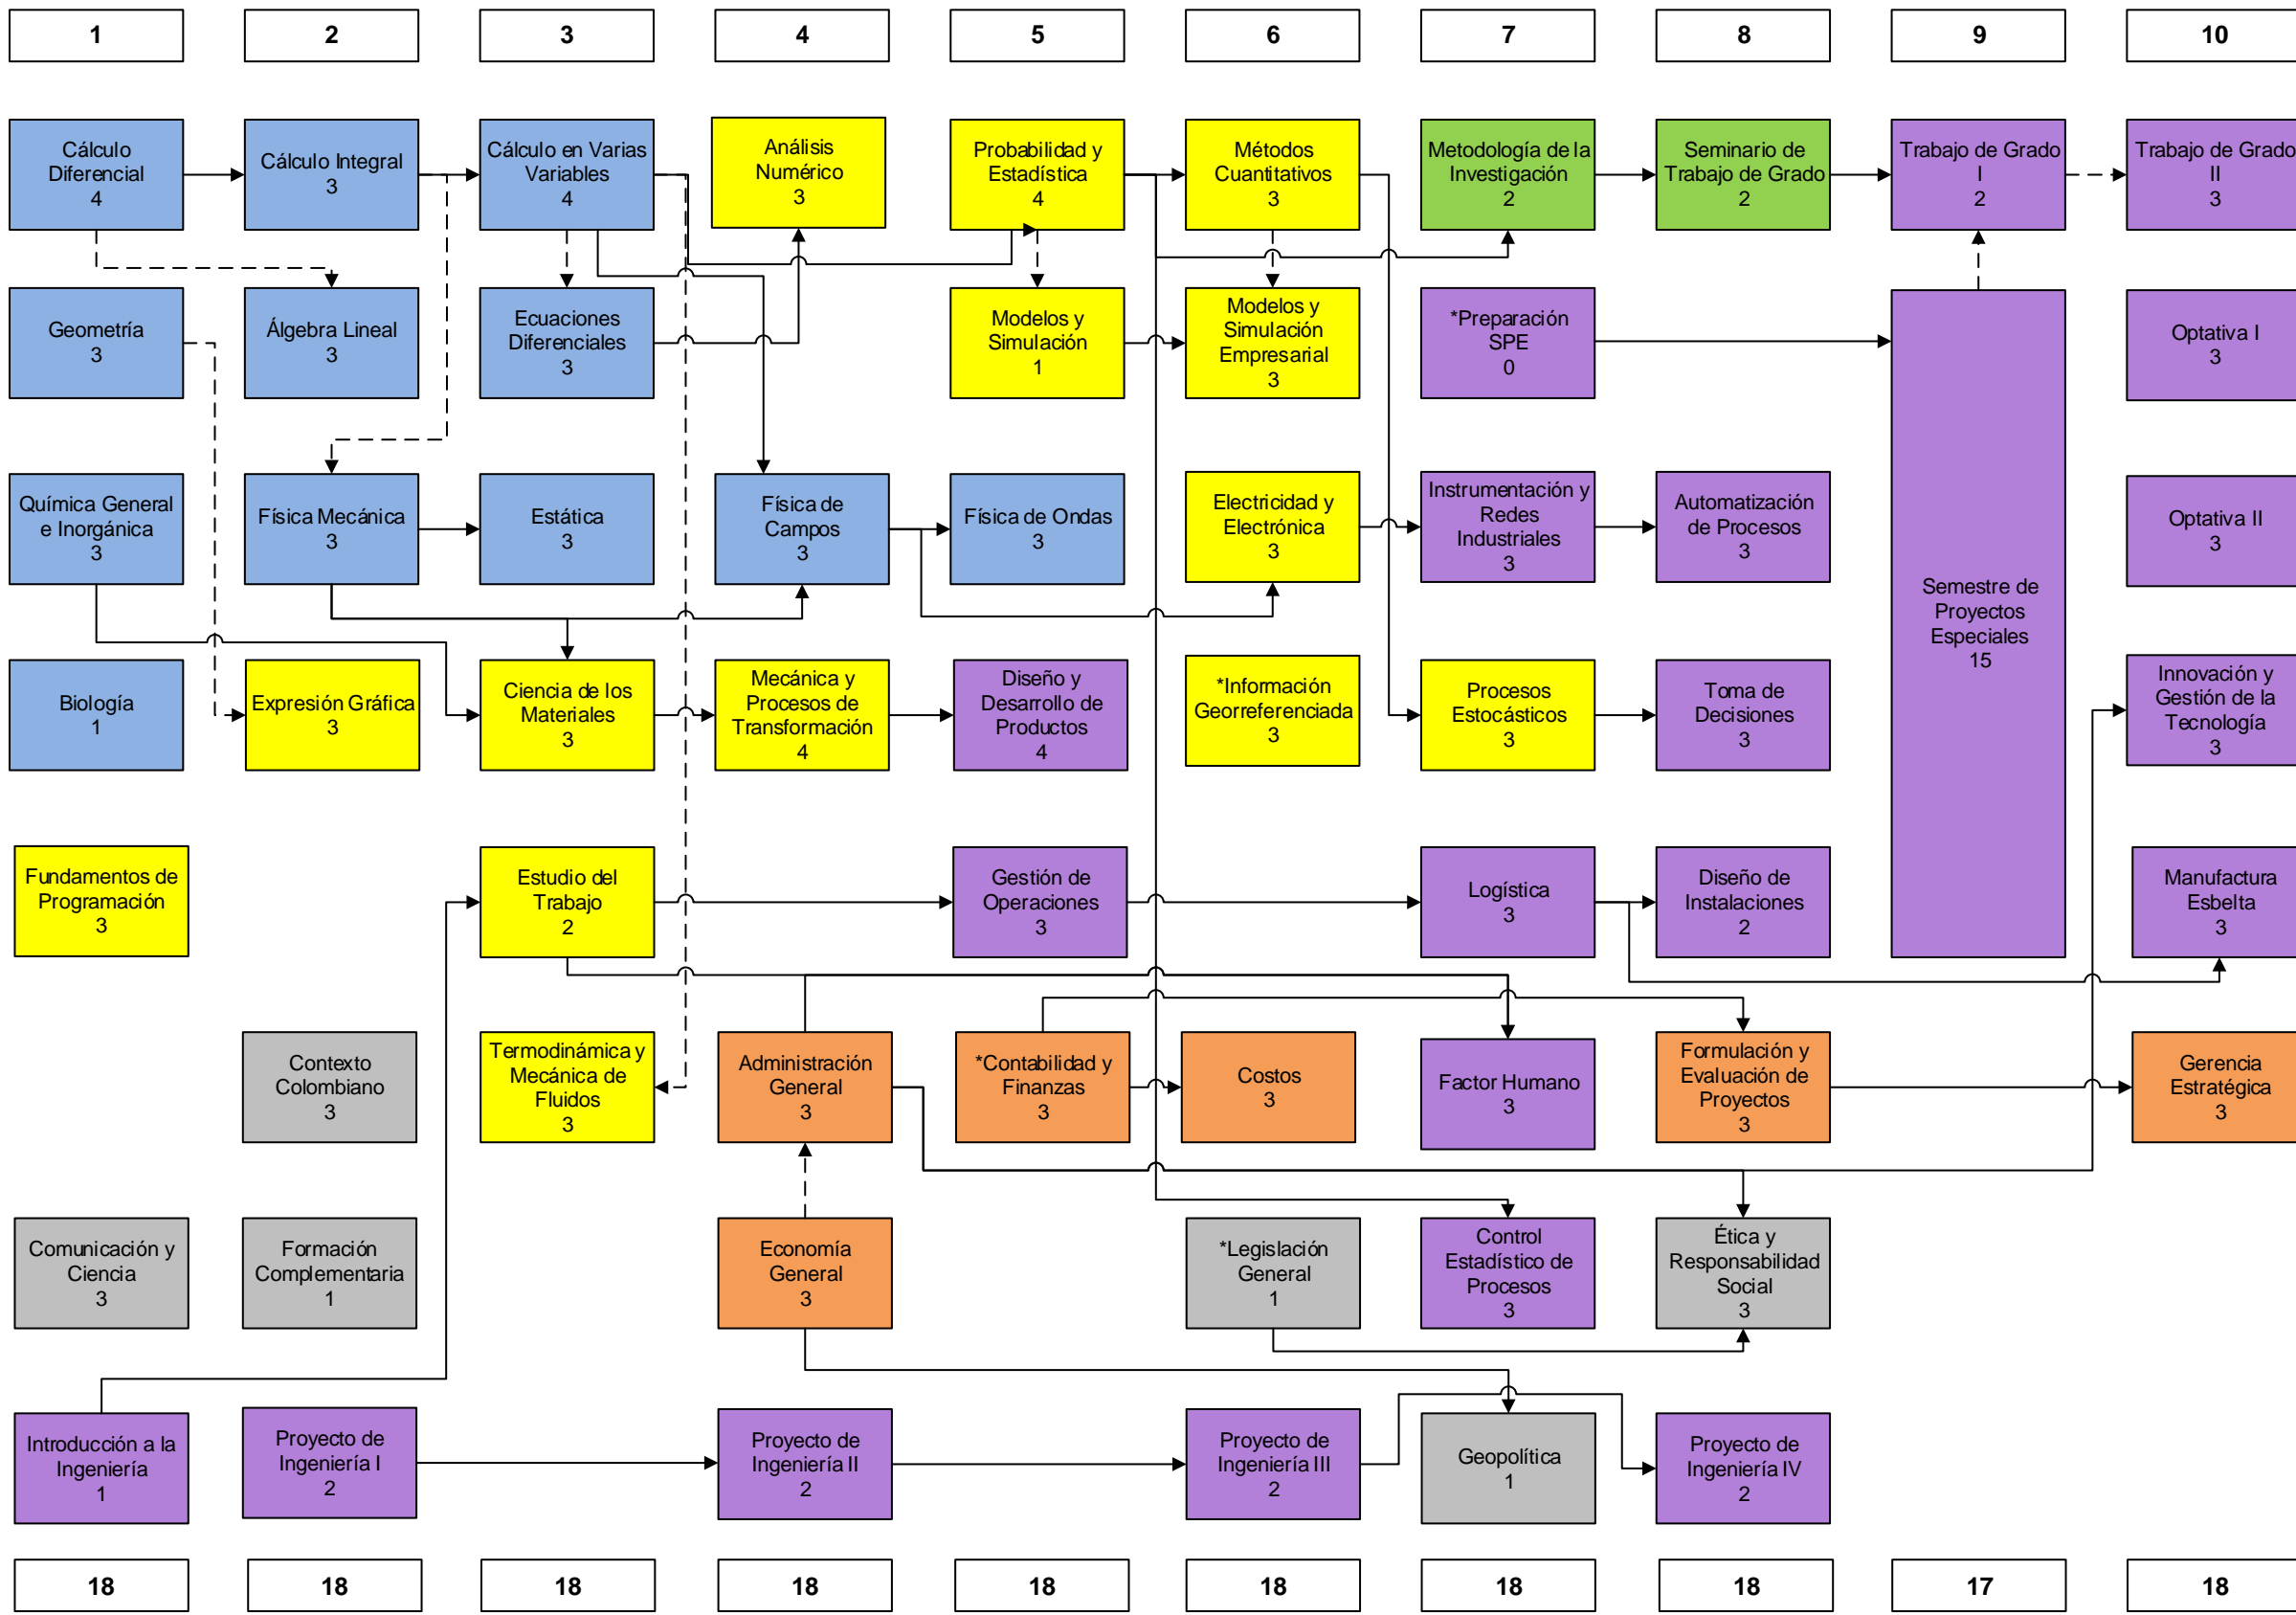 1
2
3
4
5
6
7
8
9
10
Cálculo
Diferencial
4
Cálculo Integral
3
Cálculo en Varias
Variables
4
Análisis
Numérico
3
Probabilidad y
Estadística
4
Métodos
Cuantitativos
3
Metodología de la
Investigación
2
Seminario de
Trabajo de Grado
2
Trabajo de Grado
I
2
Trabajo de Grado
II
3
Geometría
3
Álgebra Lineal
3
Ecuaciones
Diferenciales
3
Modelos y
Simulación
1
Modelos y
Simulación
Empresarial
3
*Preparación
SPE
0
Semestre de
Proyectos
Especiales
15
Optativa I
3
Química General
e Inorgánica
3
Física Mecánica
3
Estática
3
Física de
Campos
3
Física de Ondas
3
Electricidad y
Electrónica
3
Instrumentación y
Redes
Industriales
3
Automatización
de Procesos
3
Optativa II
3
Biología
1
Expresión Gráfica
3
Ciencia de los
Materiales
3
Mecánica y
Procesos de
Transformación
4
Diseño y
Desarrollo de
Productos
4
*Información
Georreferenciada
3
Procesos
Estocásticos
3
Toma de
Decisiones
3
Innovación y
Gestión de la
Tecnología
3
Fundamentos de
Programación
3
Estudio del
Trabajo
2
Gestión de
Operaciones
3
Logística
3
Diseño de
Instalaciones
2
Manufactura
Esbelta
3
Contexto
Colombiano
3
Termodinámica y
Mecánica de
Fluidos
3
Administración
General
3
*Contabilidad y
Finanzas
3
Costos
3
Factor Humano
3
Formulación y
Evaluación de
Proyectos
3
Gerencia
Estratégica
3
Comunicación y
Ciencia
3
Formación
Complementaria
1
Economía
General
3
*Legislación
General
1
Control
Estadístico de
Procesos
3
Ética y
Responsabilidad
Social
3
Introducción a la
Ingeniería
1
Proyecto de
Ingeniería I
2
Proyecto de
Ingeniería II
2
Proyecto de
Ingeniería III
2
Geopolítica
1
Proyecto de
Ingeniería IV
2
18
18
18
18
18
18
18
18
17
18